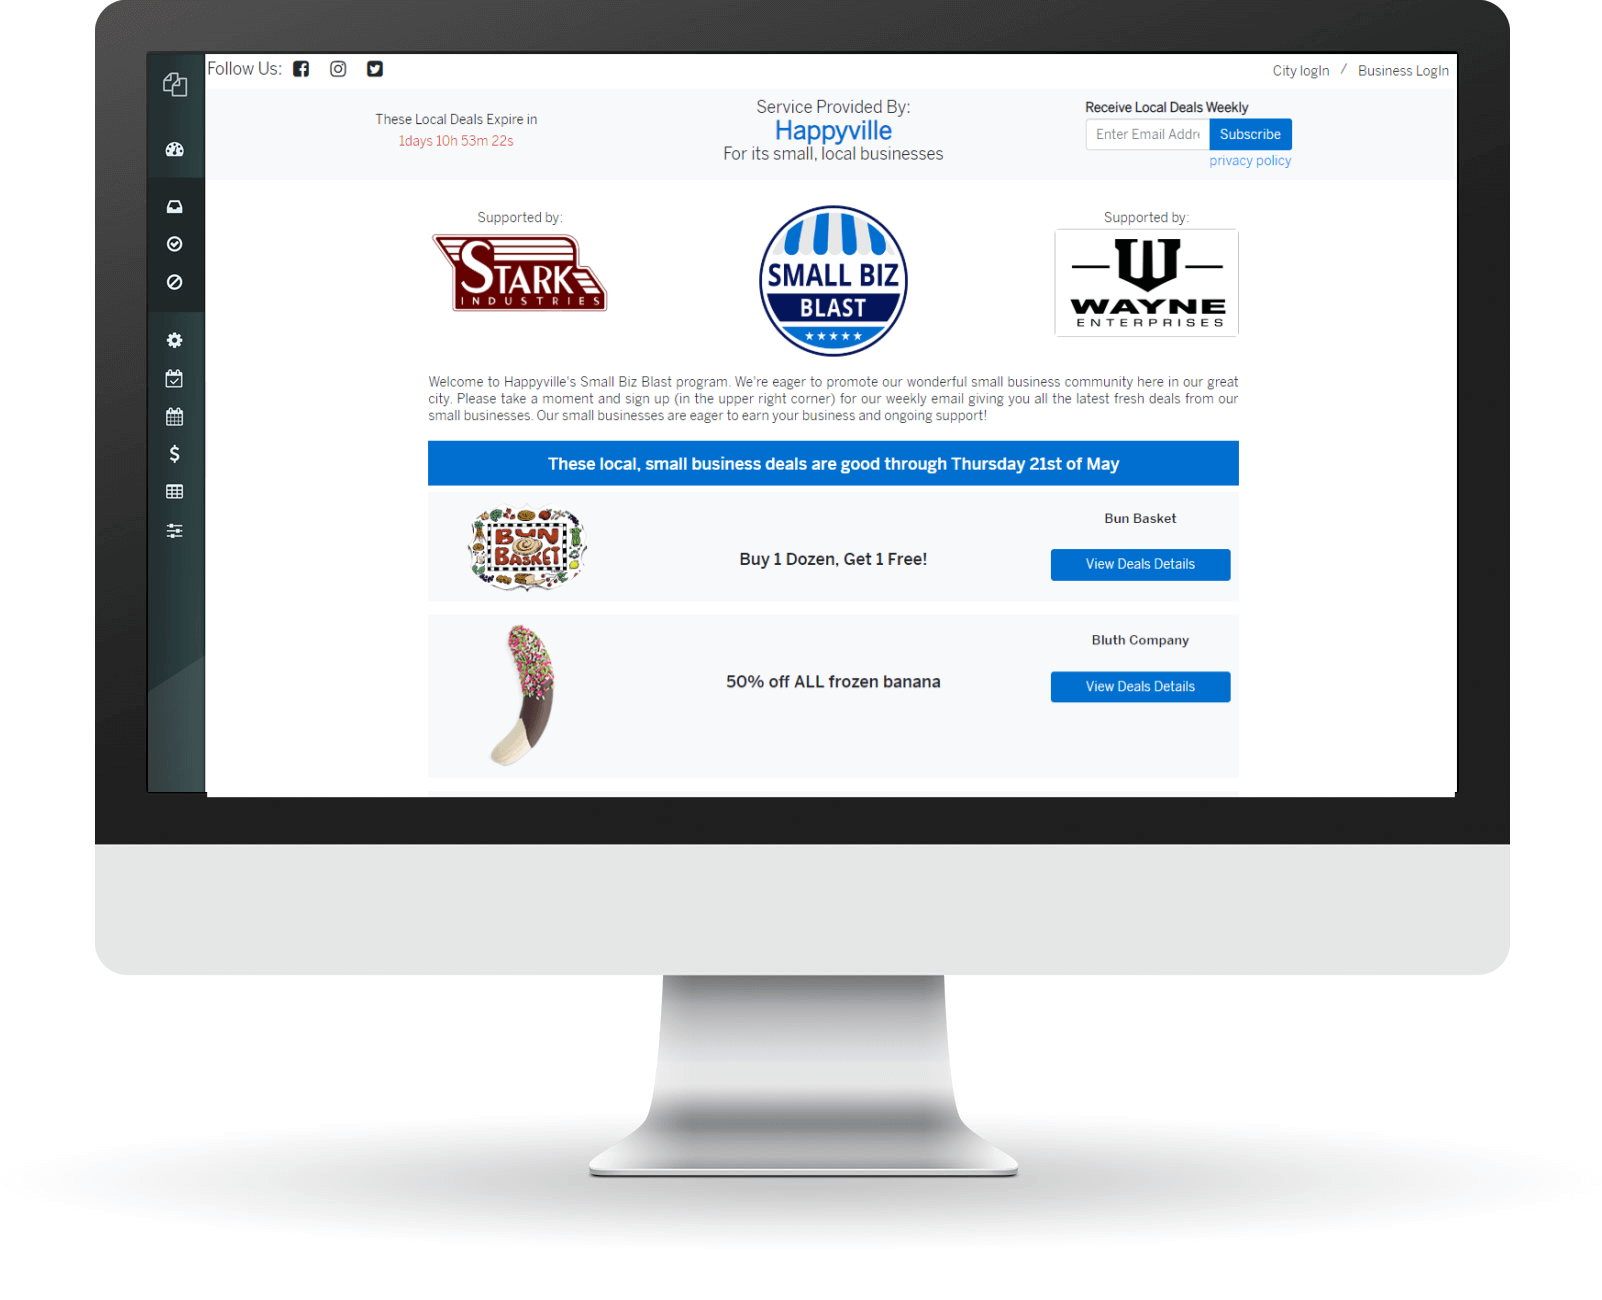 Follow Us:
City logIn / Business LogIn
These Local Deals Expire in
1days 10h 53m 22s
Service Provided By:
Happyville
For its small, local businesses
Receive Local Deals Weekly
Enter Email Addre
Subscribe
privacy policy
Supported by:
STARK
INDUSTRIES
SMALL BIZ
BLAST
Supported by:
WAYNE
ENTERPRISES
Welcome to Happyville's Small Biz Blast program. We're eager to promote our wonderful small business community here in our great
city. Please take a moment and sign up (in the upper right corner) for our weekly email giving you all the latest fresh deals from our
small businesses. Our small businesses are eager to earn your business and ongoing support!
These local, small business deals are good through Thursday 21st of May
BUN
BASKET
Buy 1 Dozen, Get 1 Free!
Bun Basket
View Deals Details
50% off ALL frozen banana
Bluth Company
View Deals Details